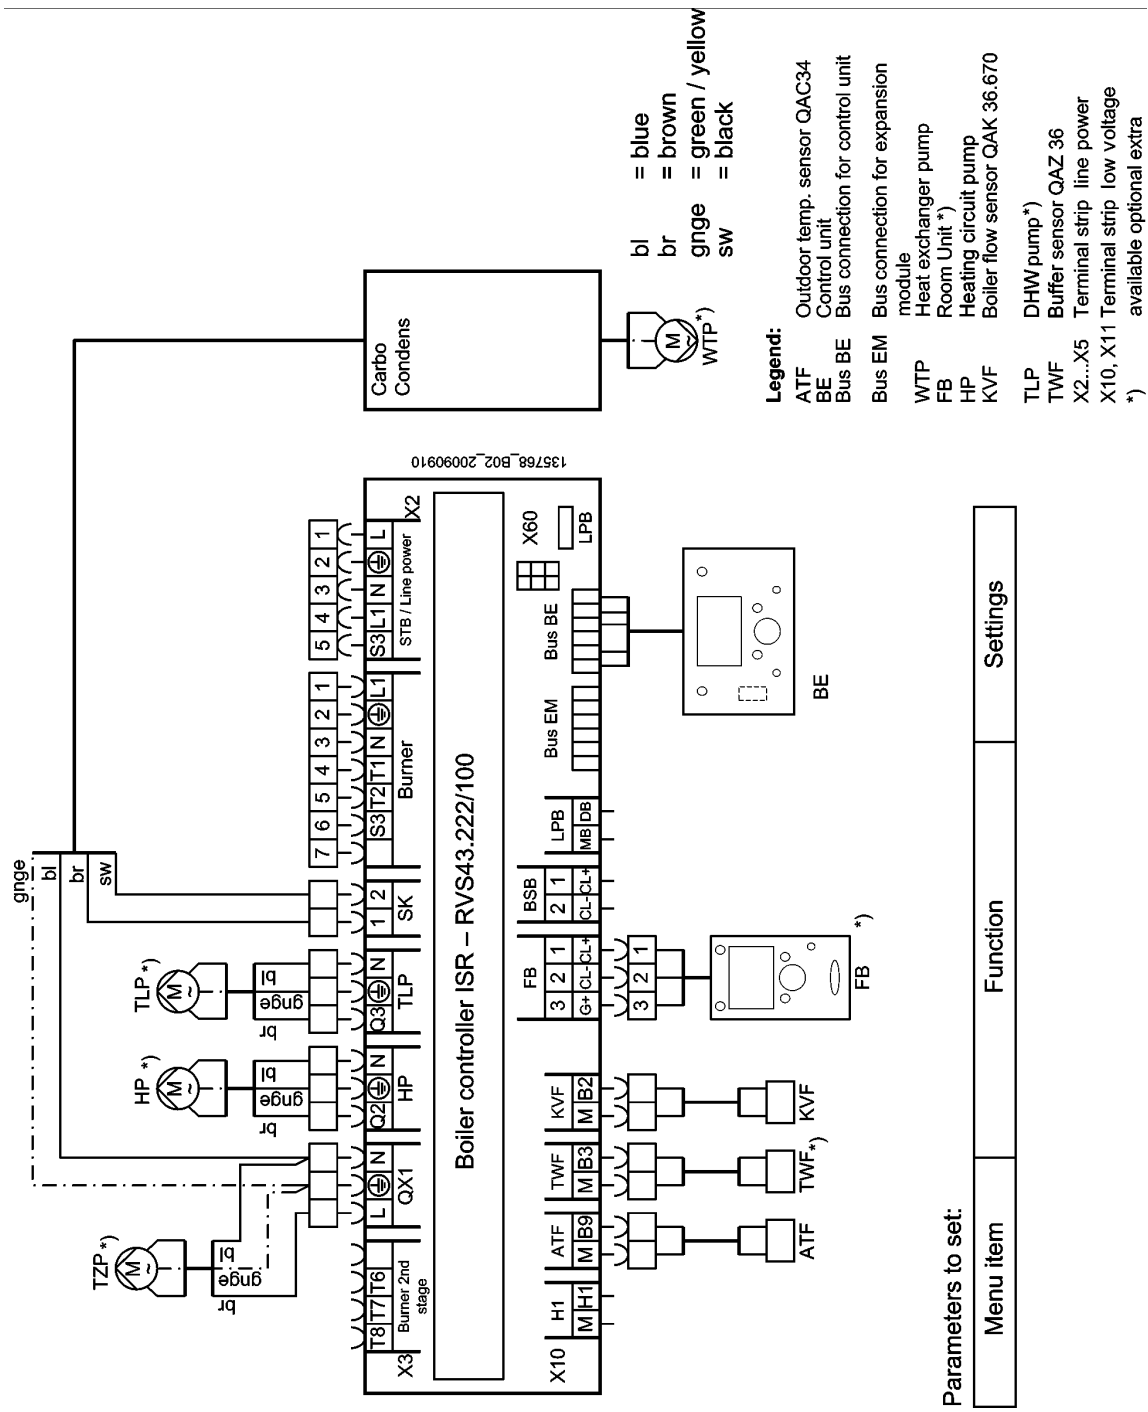 TZP *)
HP *)
TLP *)
M
~
M
~
M
~
gnge
bl
br
sw
br
gnge
bl
br
gnge
bl
br
gnge
bl
7 6 5 4 3 2 1
5 4 3 2 1
T8 T7 T6
L N
Q2 N
Q3 N
1 2
S3 T2 T1 N L1
S3 L1 N L
X3
Burner 2nd
stage
QX1
HP
TLP
SK
Burner
STB / Line power
X2
Boiler controller ISR – RVS43.222/100
135768_B02_20090910
X10
H1
M H1
ATF
M B9
TWF
M B3
KVF
M B2
FB
3 2 1
G+ CL- CL+
BSB
2 1
CL- CL+
LPB
MB DB
Bus EM
Bus BE
X60
LPB
3 2 1
ATF
TWF*)
KVF
FB
*)
BE
Carbo
Condens
M
~
WTP*)
bl = blue
br = brown
gnge = green / yellow
sw = black
Legend:
ATF Outdoor temp. sensor QAC34
BE Control unit
Bus BE Bus connection for control unit
Bus EM Bus connection for expansion
module
WTP Heat exchanger pump
FB Room Unit *)
HP Heating circuit pump
KVF Boiler flow sensor QAK 36.670
TLP DHW pump *)
TWF Buffer sensor QAZ 36
X2...X5 Terminal strip line power
X10, X11 Terminal strip low voltage
*) available optional extra
Parameters to set:
Menu item Function Settings